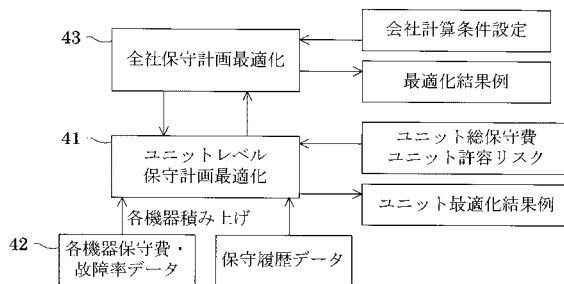 43
全社保守計画最適化
会社計算条件設定
最適化結果例
41
ユニットレベル
保守計画最適化
ユニット総保守費
ユニット許容リスク
ユニット最適化結果例
各機器積み上げ
42
各機器保守費・
故障率データ
保守履歴データ